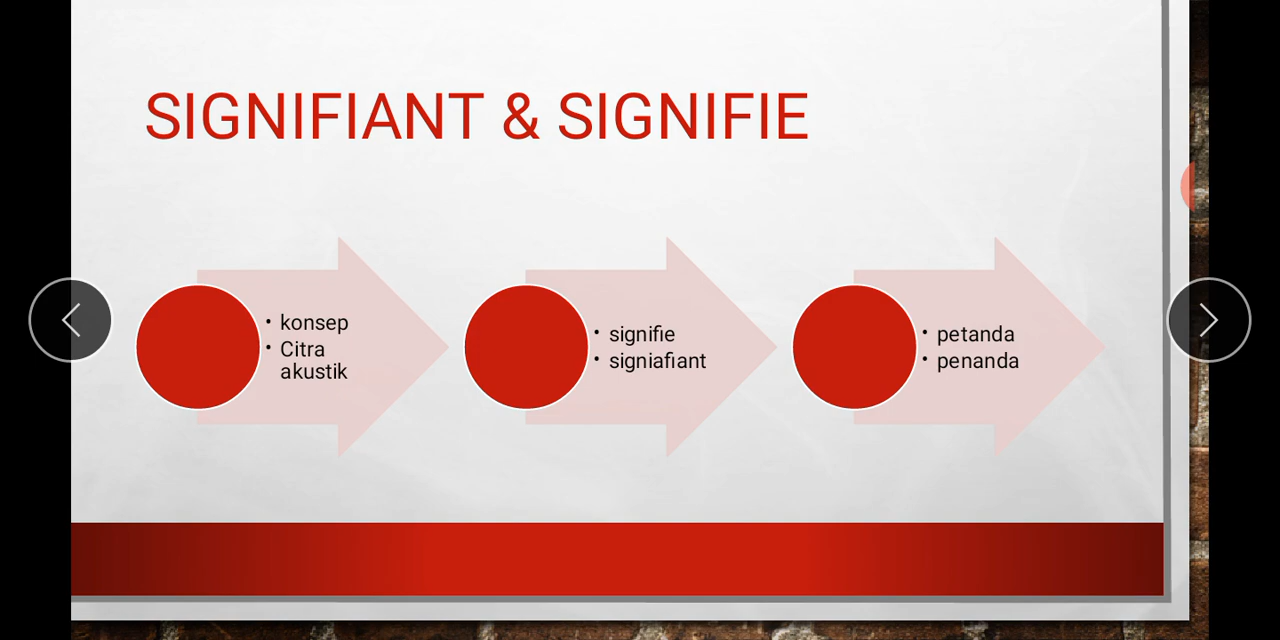 SIGNIFIANT & SIGNIFIE
• konsep
• Citra
akustik
• signifie
• signiafiant
• petanda
• penanda